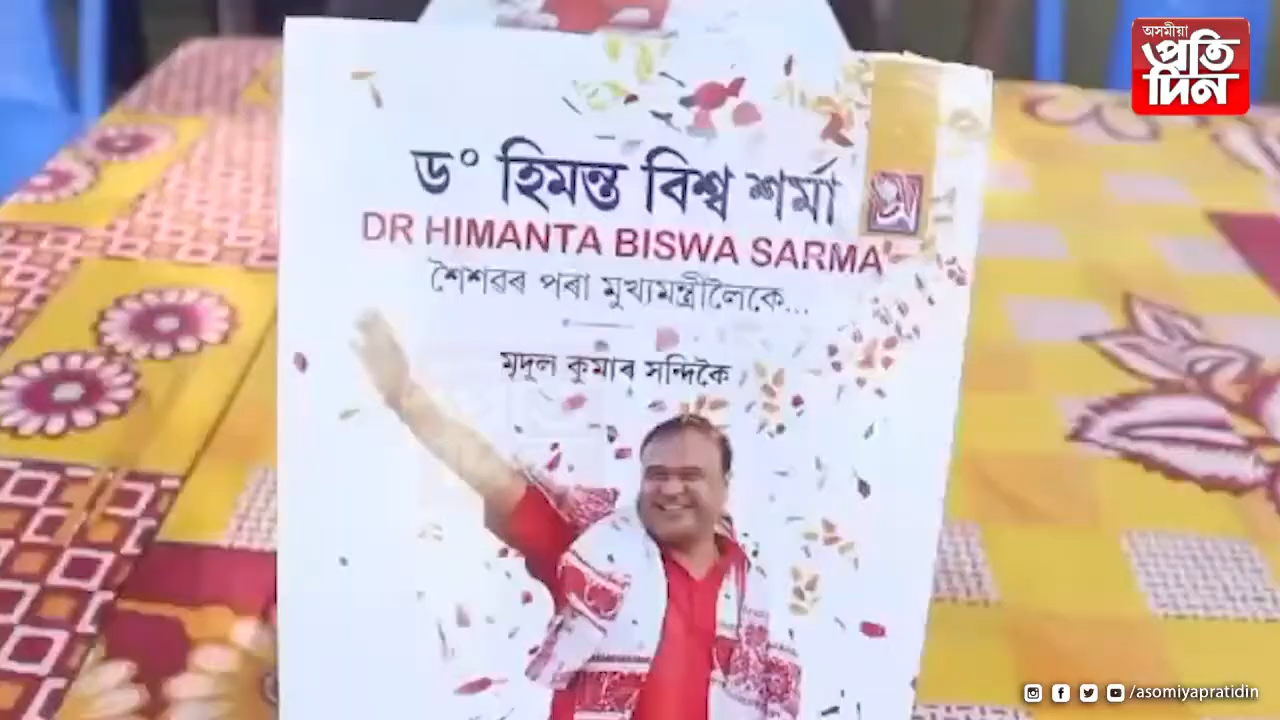 অসমীয়া
প্ৰতি
দিন
ড° হিমন্ত বিশ্ব শৰ্মা
অ
DR HIMANTA BISWA SARMA
শৈশৱৰ পৰা মুখ্যমন্ত্ৰীলৈকে...
মৃদুল কুমাৰ সন্দিকৈ
/asomiyapratidin